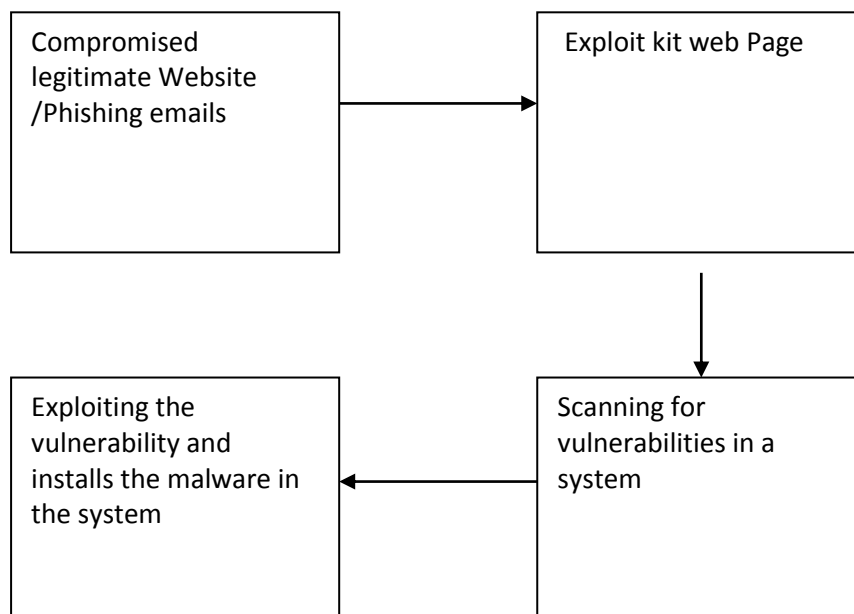 Compromised
legitimate Website
/Phishing emails
Exploit kit web Page
Scanning for
vulnerabilities in a
system
Exploiting the
vulnerability and
installs the malware in
the system